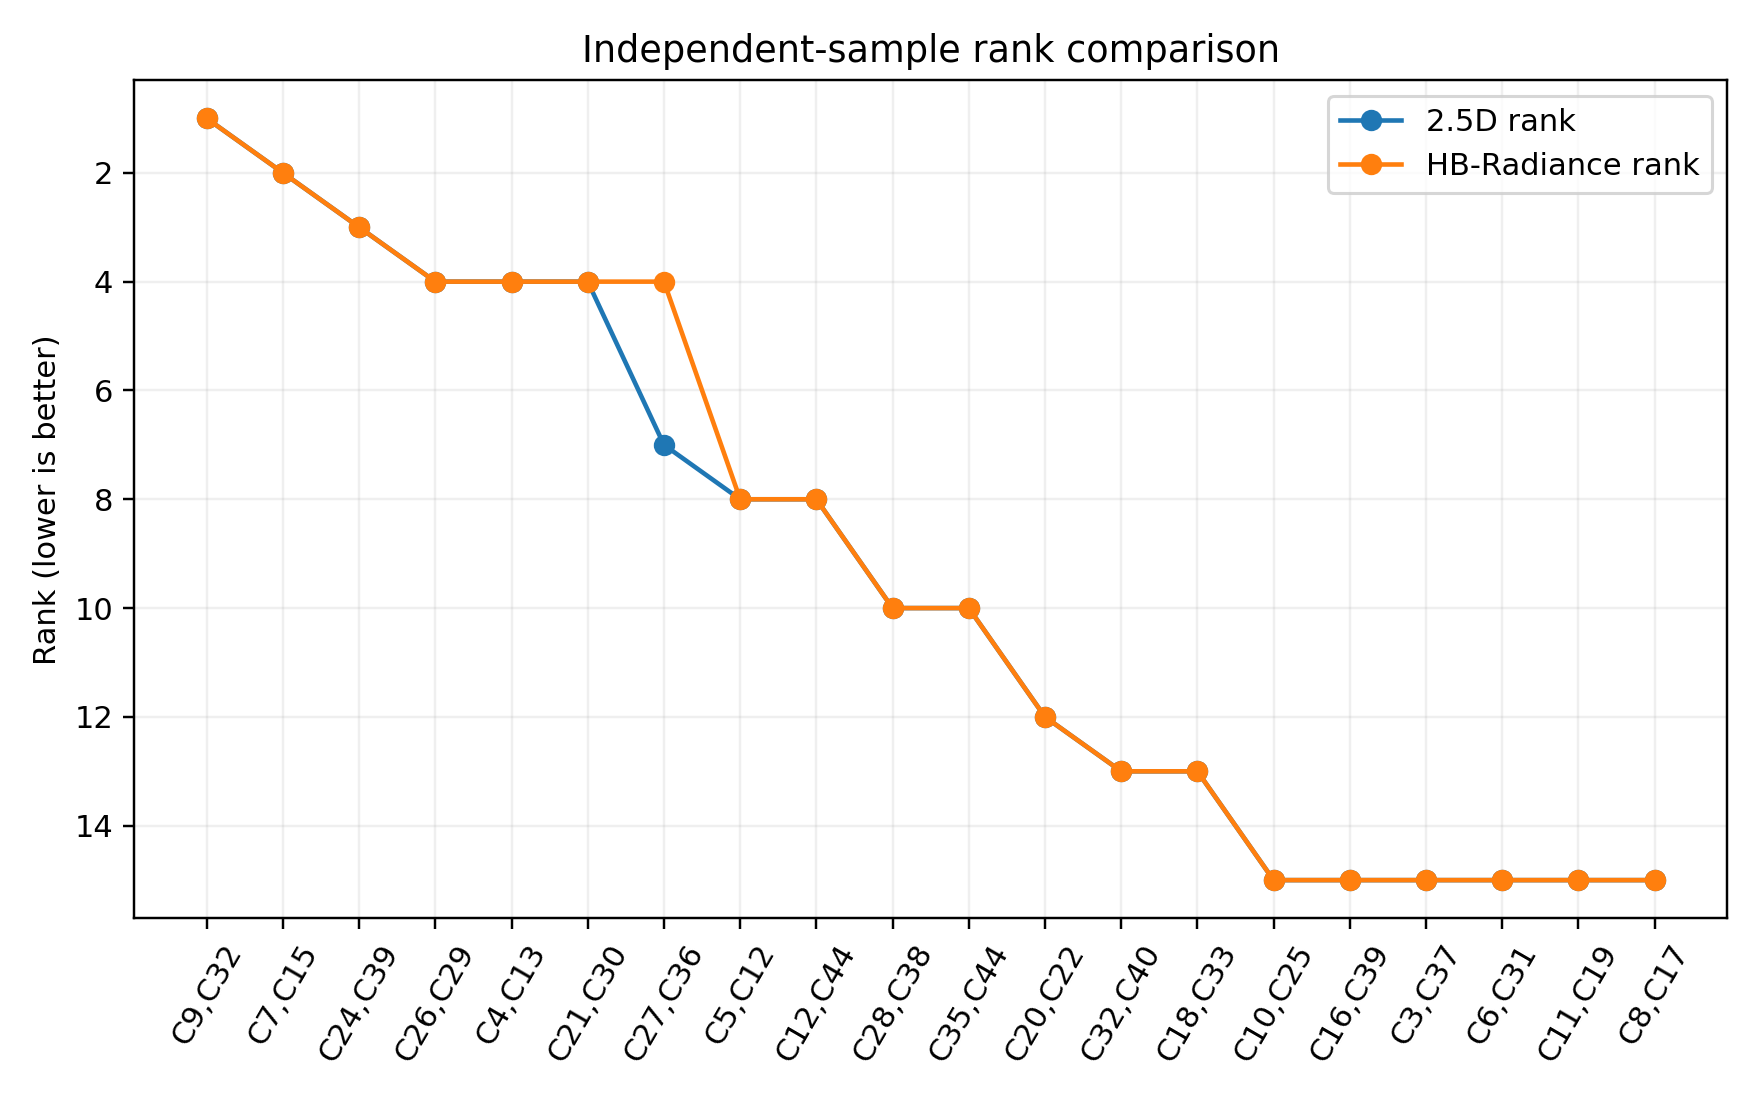 Independent-sample rank comparison
2.5D rank
HB-Radiance rank
Rank (lower is better)
2
4
6
8
10
12
14
C9,C32
C7,C15
C24,C39
C26,C29
C4,C13
C21,C30
C27,C36
C5,C12
C12,C44
C28,C38
C35,C44
C20,C22
C32,C40
C18,C33
C10,C25
C16,C39
C3,C37
C6,C31
C11,C19
C8,C17